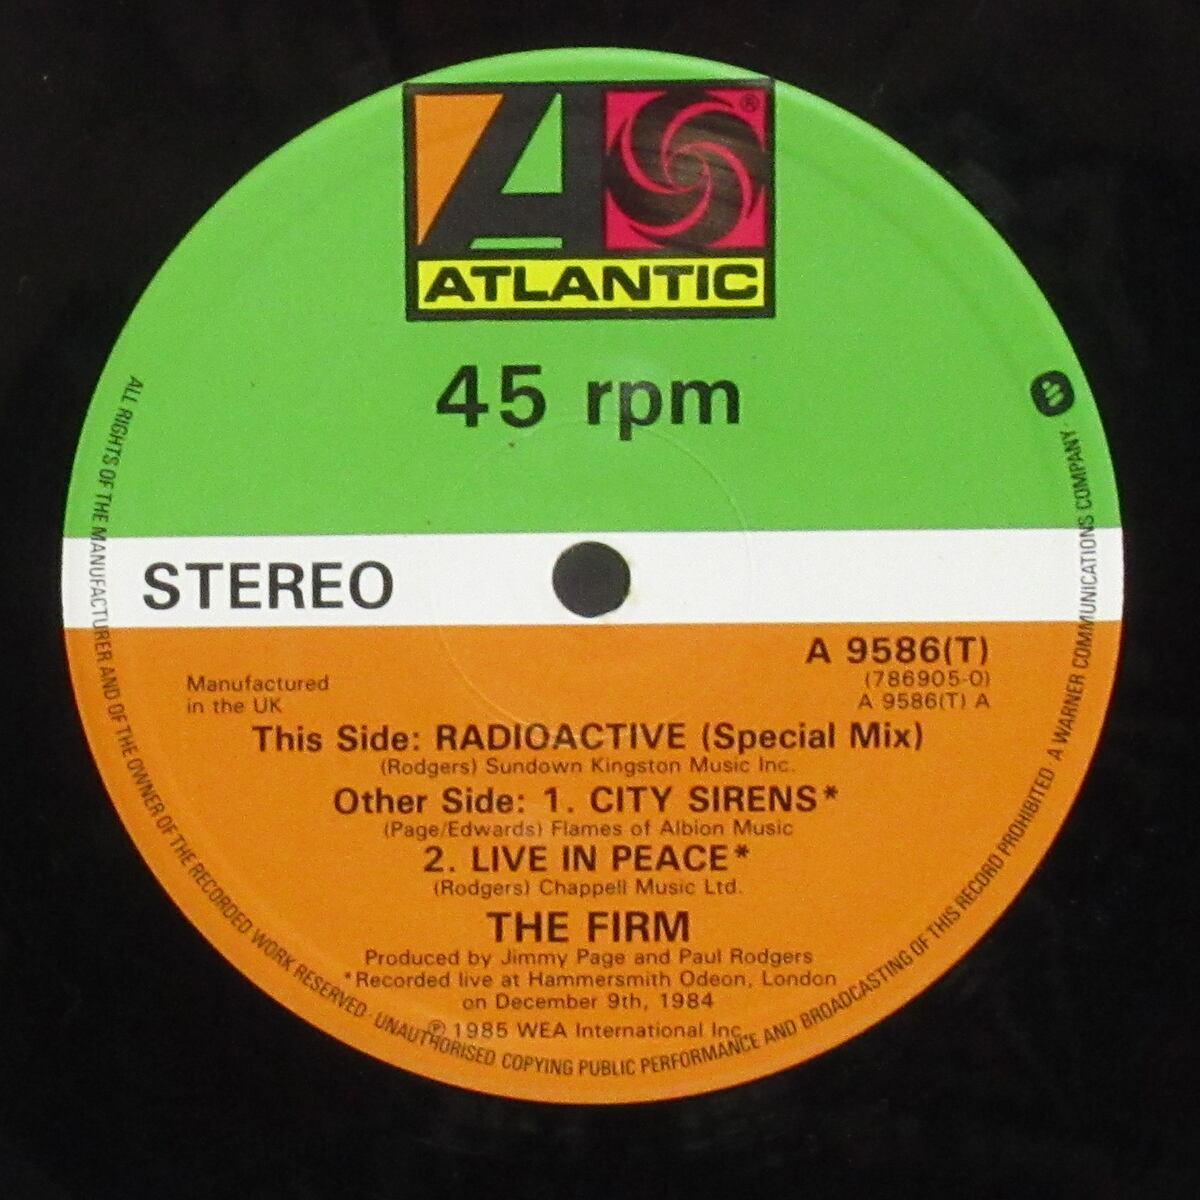 ATLANTIC
®
45 rpm
STEREO
A 9586(T)
(786905-0)
A 9586(T) A
Manufactured
in the UK
This Side: RADIOACTIVE (Special Mix)
(Rodgers) Sundown Kingston Music Inc.
Other Side: 1. CITY SIRENS*
(Page/Edwards) Flames of Albion Music
2. LIVE IN PEACE*
(Rodgers) Chappell Music Ltd.
THE FIRM
Produced by Jimmy Page and Paul Rodgers
*Recorded live at Hammersmith Odeon, London
on December 9th, 1984
℗ 1985 WEA International Inc.
ALL RIGHTS OF THE MANUFACTURER AND OF THE OWNER OF THE RECORDED WORK RESERVED · UNAUTHORISED COPYING PUBLIC PERFORMANCE AND BROADCASTING OF THIS RECORD PROHIBITED · A WARNER COMMUNICATIONS COMPANY ·